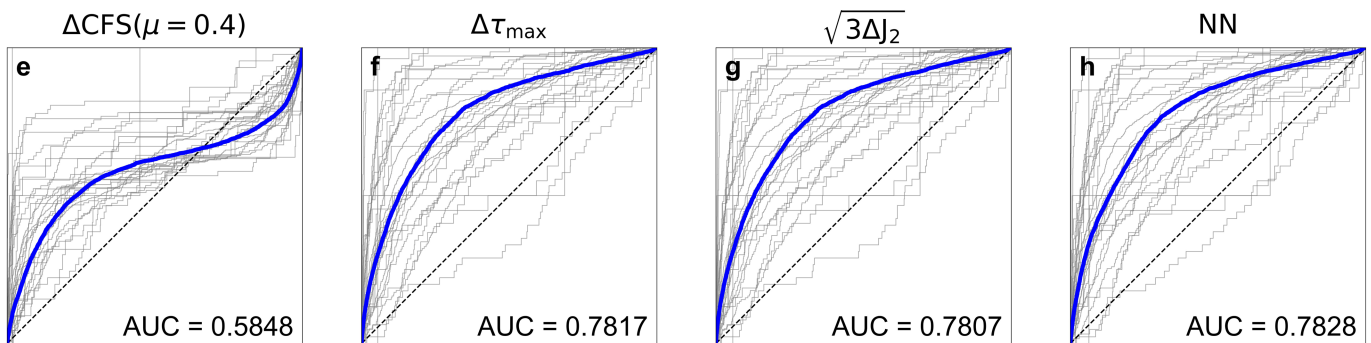 ΔCFS(μ = 0.4)
e
AUC = 0.5848
Δτmax
f
AUC = 0.7817
√3ΔJ₂
g
AUC = 0.7807
NN
h
AUC = 0.7828